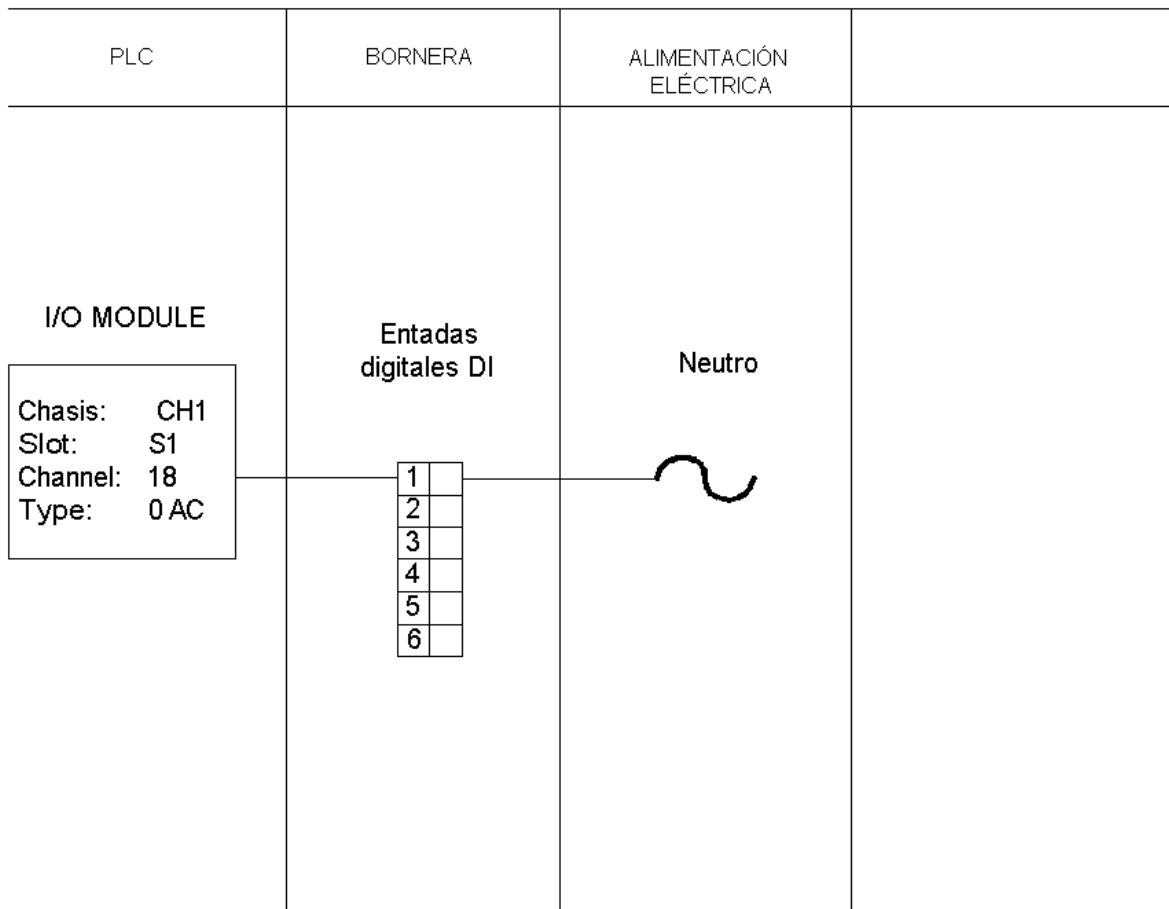 PLC
BORNERA
ALIMENTACIÓN
ELÉCTRICA
I/O MODULE
Chasis: CH1
Slot: S1
Channel: 18
Type: 0 AC
Entadas
digitales DI
1
2
3
4
5
6
Neutro